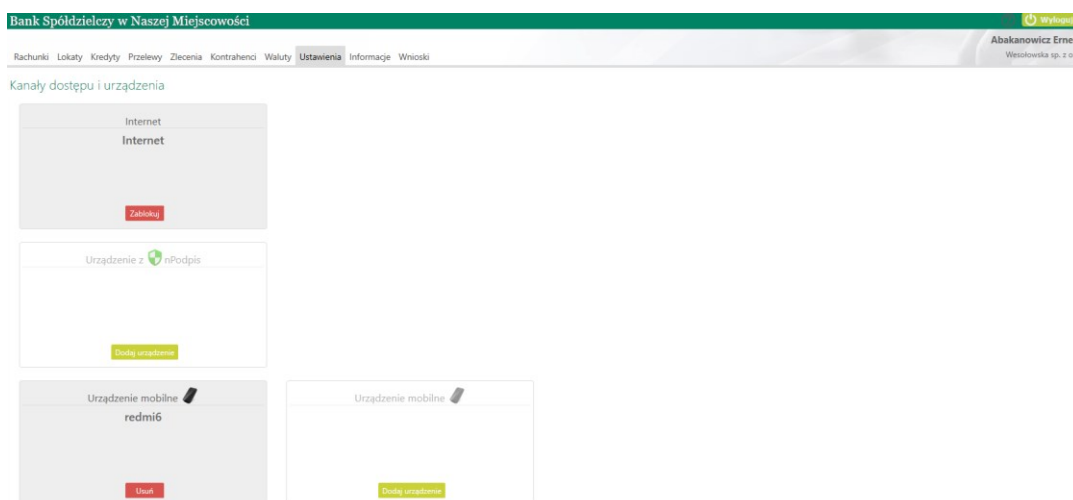 Bank Spółdzielczy w Naszej Miejscowości
Wyloguj
Abakanowicz Erne
Wesołowska sp. z o
Rachunki Lokaty Kredyty Przelewy Zlecenia Kontrahenci Waluty Ustawienia Informacje Wnioski
Kanały dostępu i urządzenia
Internet
Internet
Zablokuj
Urządzenie z nPodpis
Dodaj urządzenie
Urządzenie mobilne
redmi6
Usuń
Urządzenie mobilne
Dodaj urządzenie